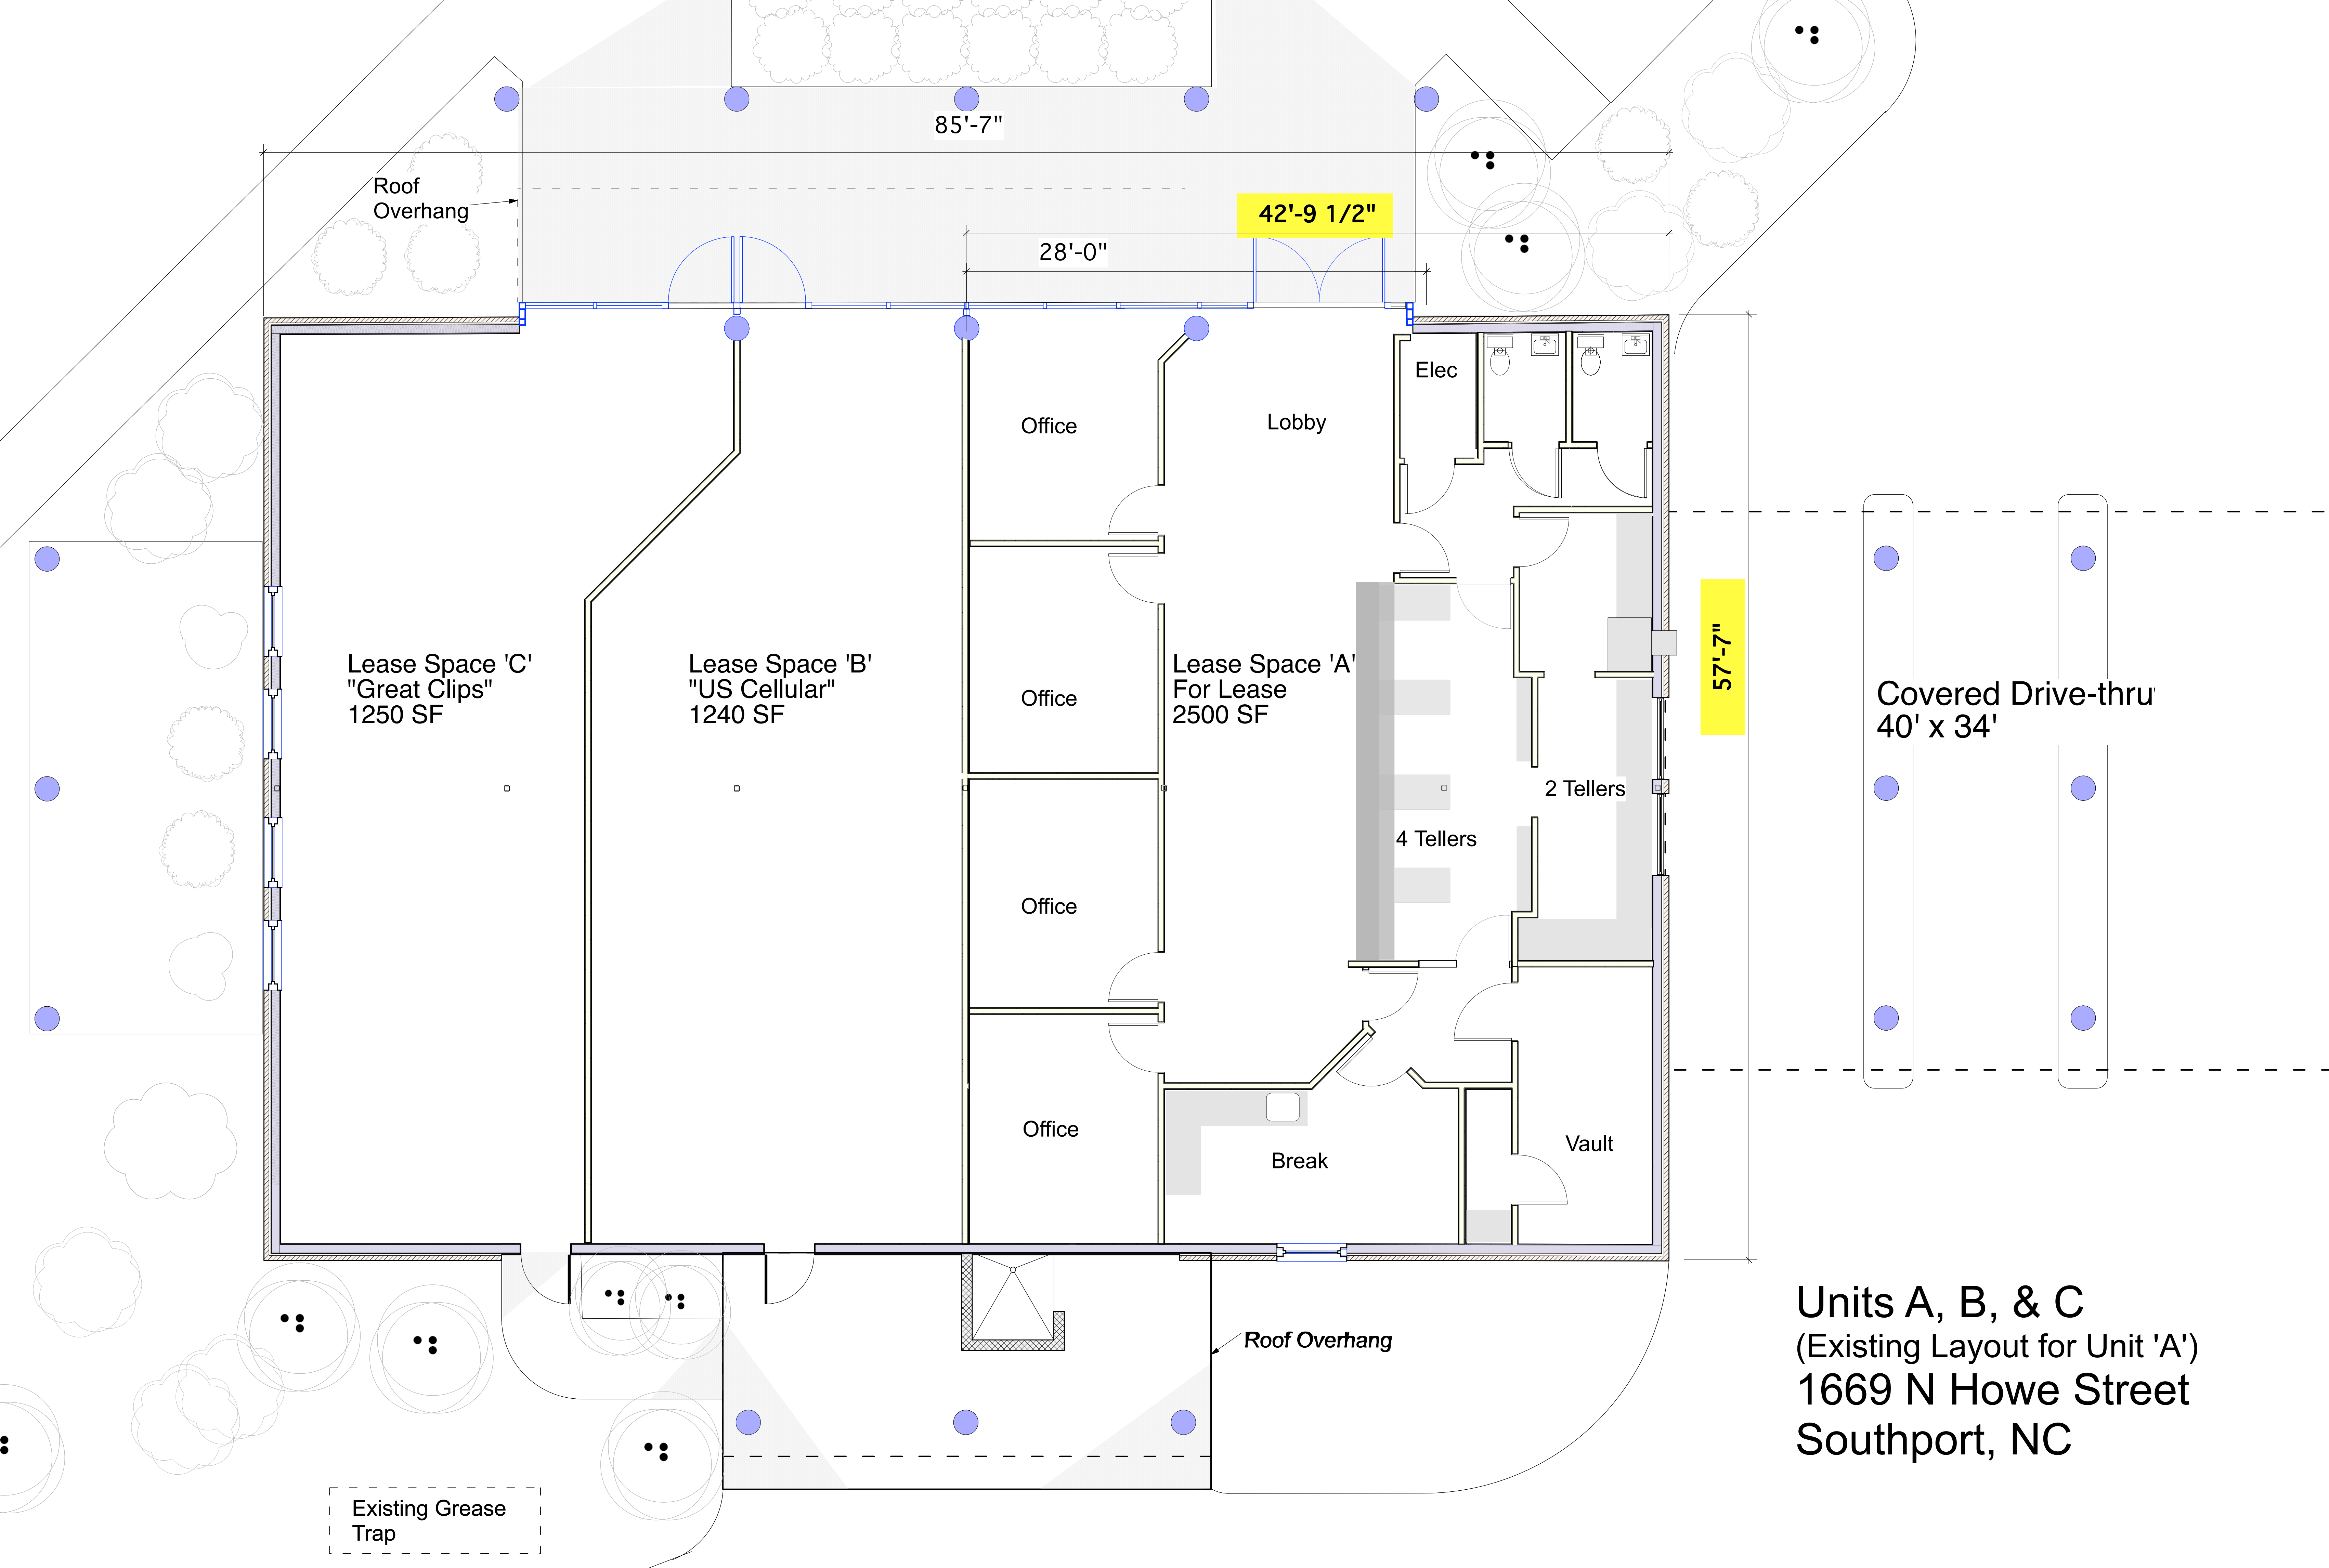 85'-7"
Roof
Overhang
42'-9 1/2"
28'-0"
Elec
Office
Lobby
Lease Space 'C'
"Great Clips"
1250 SF
Lease Space 'B'
"US Cellular"
1240 SF
Office
Lease Space 'A'
For Lease
2500 SF
57'-7"
Covered Drive-thru
40' x 34'
2 Tellers
4 Tellers
Office
Office
Break
Vault
Roof Overhang
Units A, B, & C
(Existing Layout for Unit 'A')
1669 N Howe Street
Southport, NC
Existing Grease
Trap